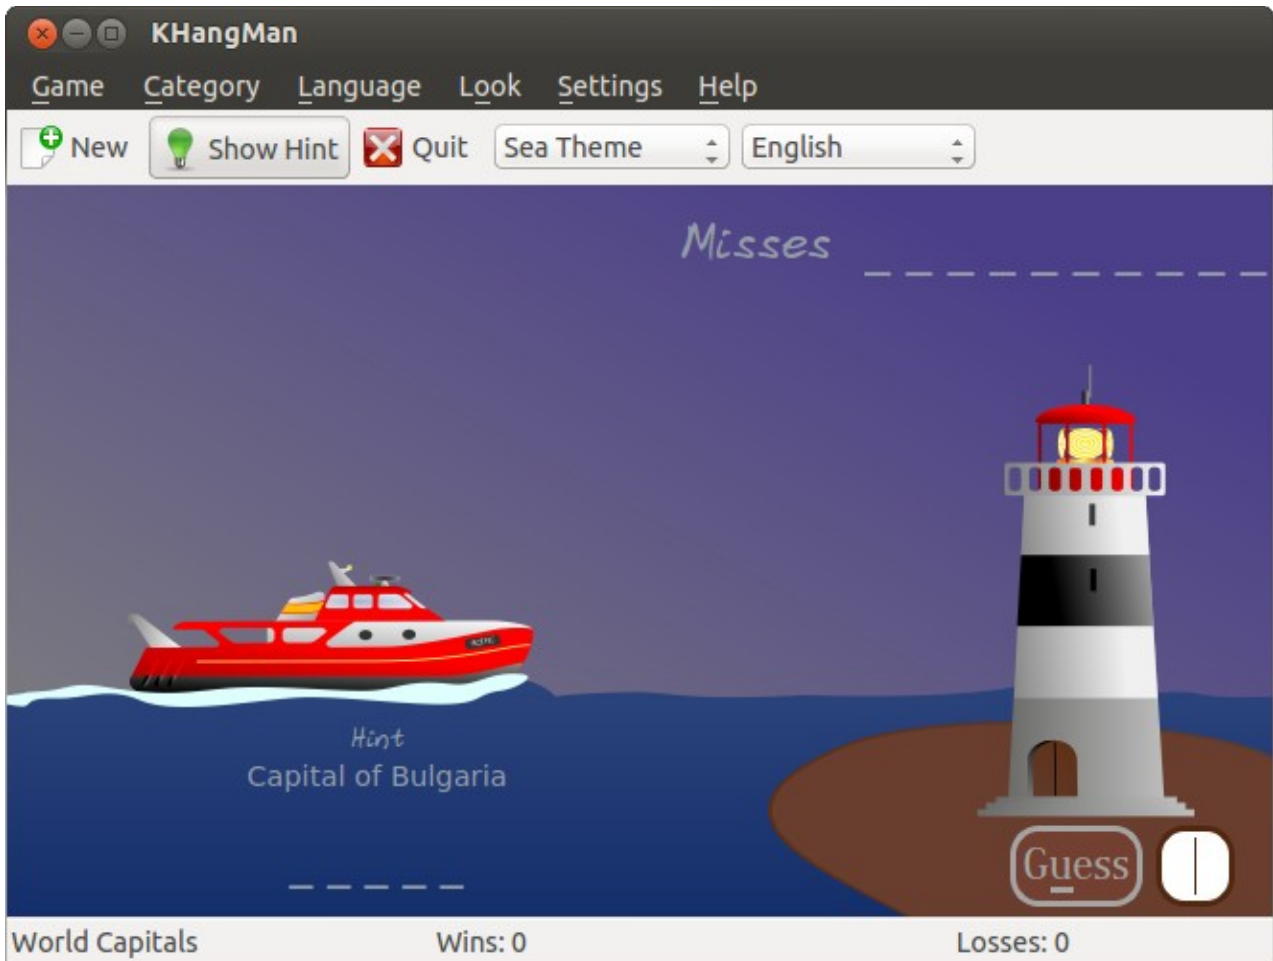 KHangMan
Game Category Language Look Settings Help
New Show Hint Quit Sea Theme English
Misses _ _ _ _ _ _ _ _ _ _
Hint
Capital of Bulgaria
_ _ _ _ _
Guess
World Capitals Wins: 0 Losses: 0